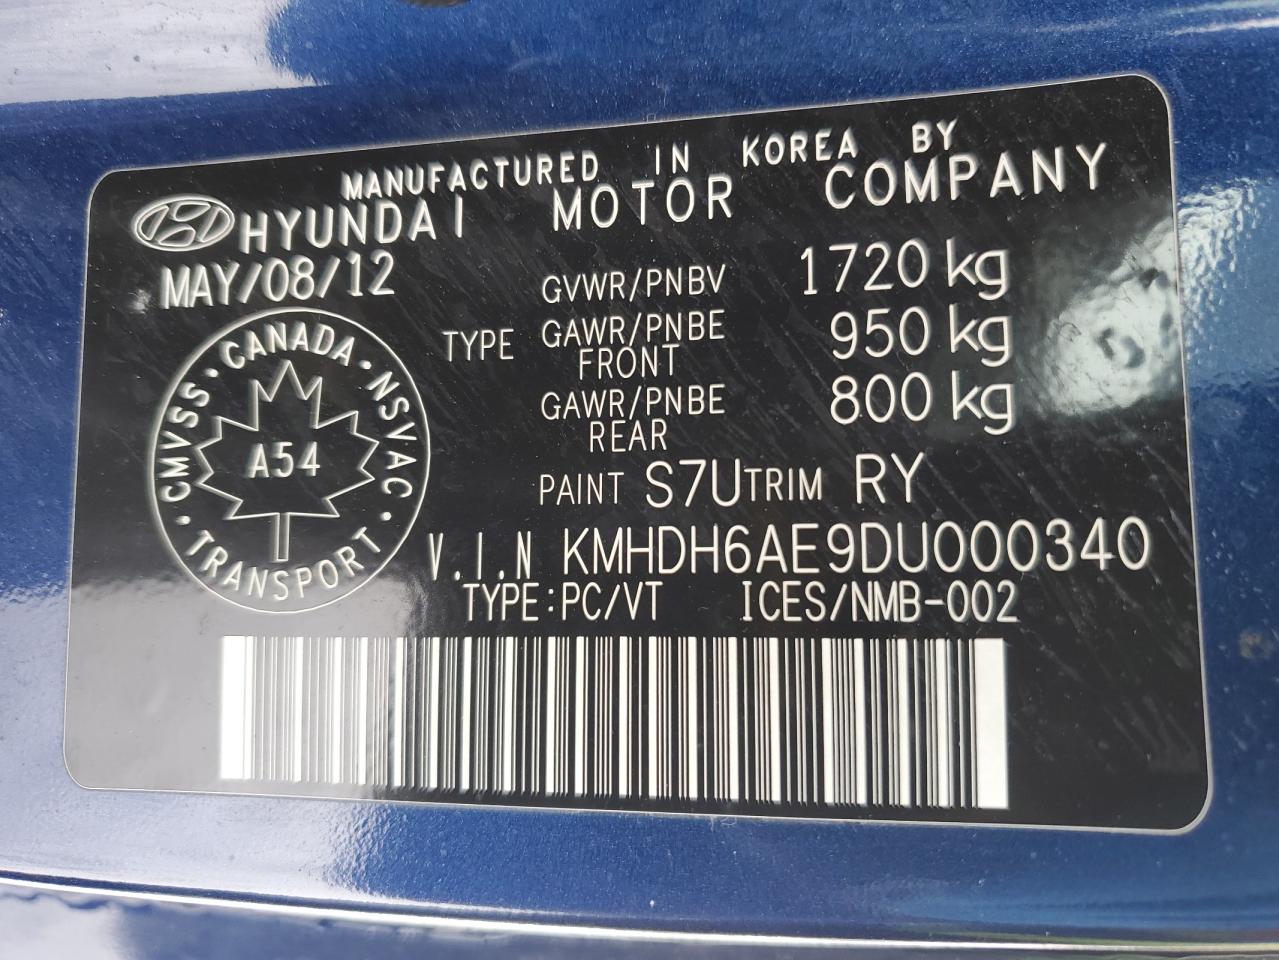 MANUFACTURED IN KOREA BY
HYUNDAI MOTOR COMPANY
MAY/08/12
GVWR/PNBV 1720 kg
TYPE GAWR/PNBE FRONT 950 kg
GAWR/PNBE REAR 800 kg
CMVSS · CANADA · NSVAC · TRANSPORT ·
A54
PAINT S7U TRIM RY
V.I.N KMHDH6AE9DU000340
TYPE:PC/VT ICES/NMB-002